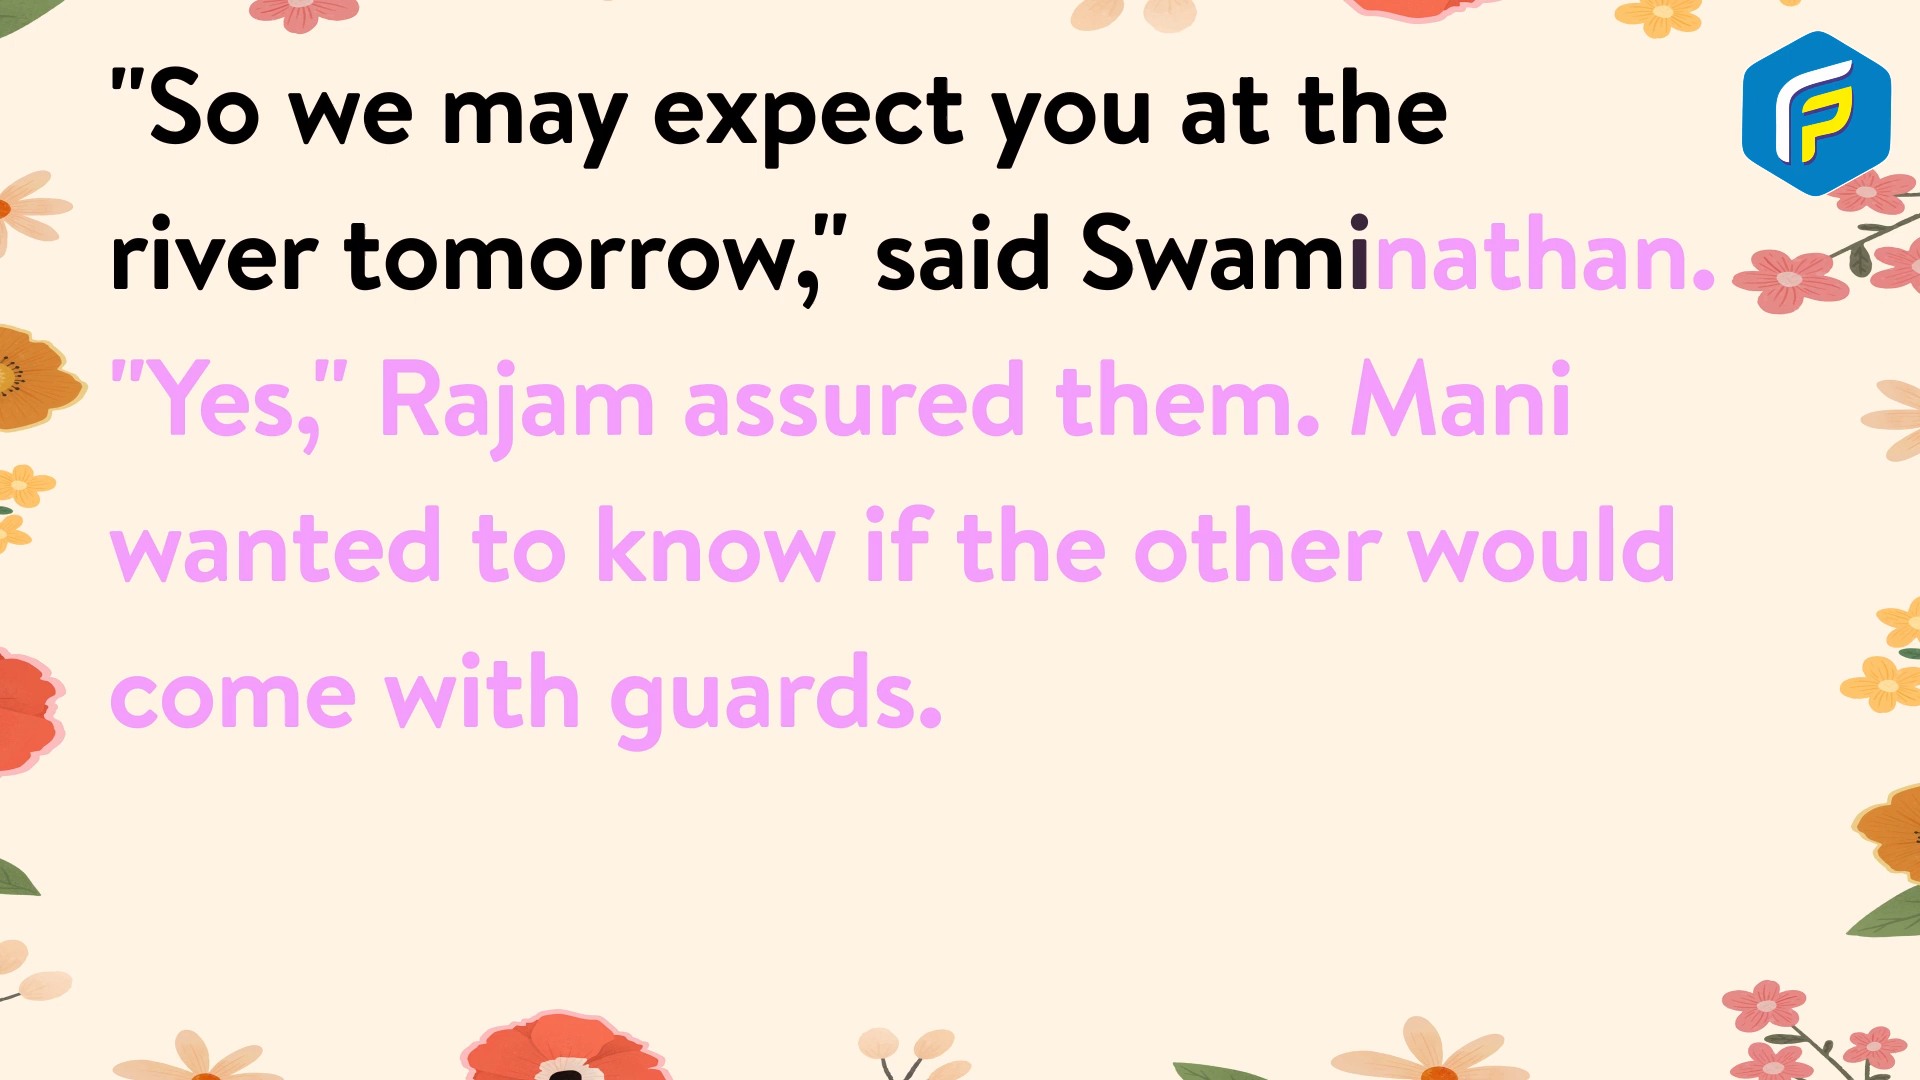 "So we may expect you at the
river tomorrow," said Swaminathan.
"Yes," Rajam assured them. Mani
wanted to know if the other would
come with guards.